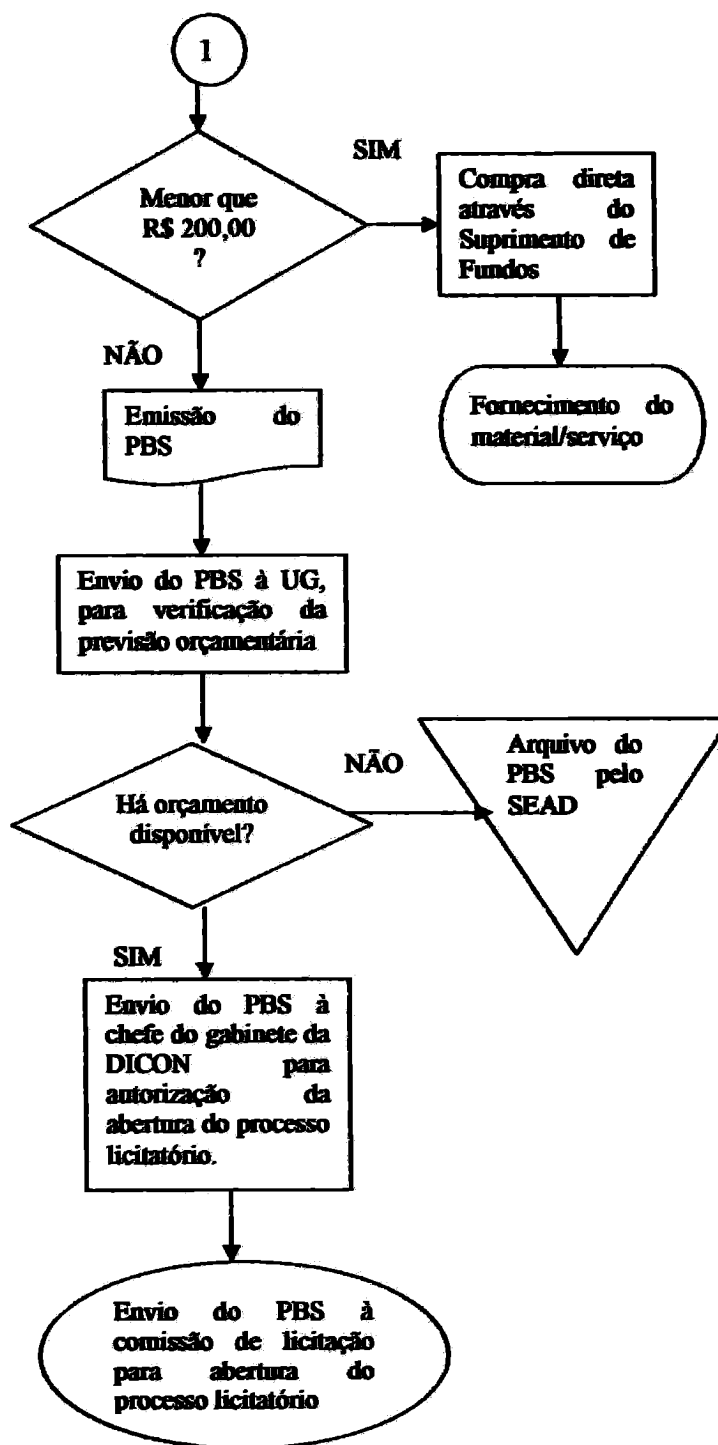 1
Menor que
R$ 200,00
?
SIM
Compra direta
através do
Suprimento de
Fundos
NÃO
Fornecimento do
material/serviço
Emissão do
PBS
Envio do PBS à UG,
para verificação da
previsão orçamentária
Há orçamento
disponível?
NÃO
Arquivo do
PBS pelo
SEAD
SIM
Envio do PBS à
chefe do gabinete da
DICON para
autorização da
abertura do processo
licitatório.
Envio do PBS à
comissão de licitação
para abertura do
processo licitatório